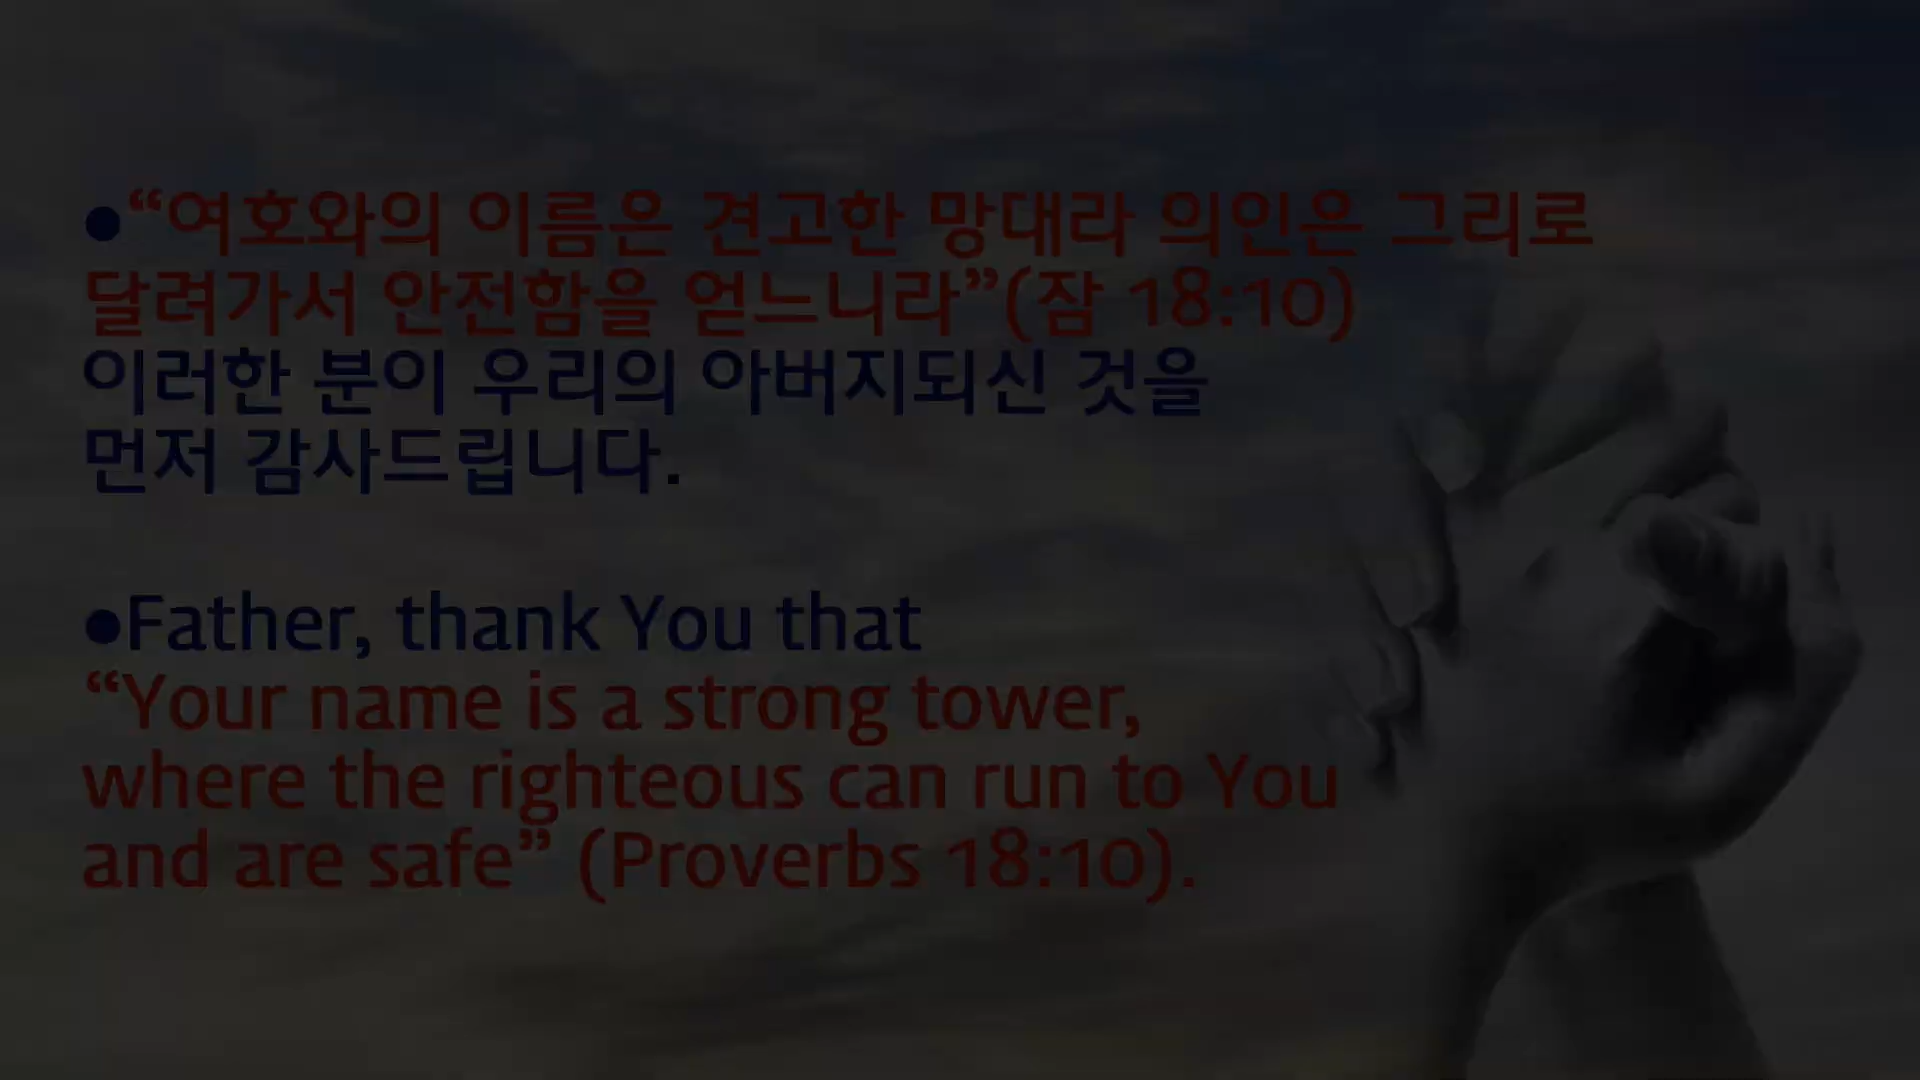 ●“여호와의 이름은 견고한 망대라 의인은 그리로
달려가서 안전함을 얻느니라”(잠 18:10)
이러한 분이 우리의 아버지되신 것을
먼저 감사드립니다.
●Father, thank You that
“Your name is a strong tower,
where the righteous can run to You
and are safe” (Proverbs 18:10).